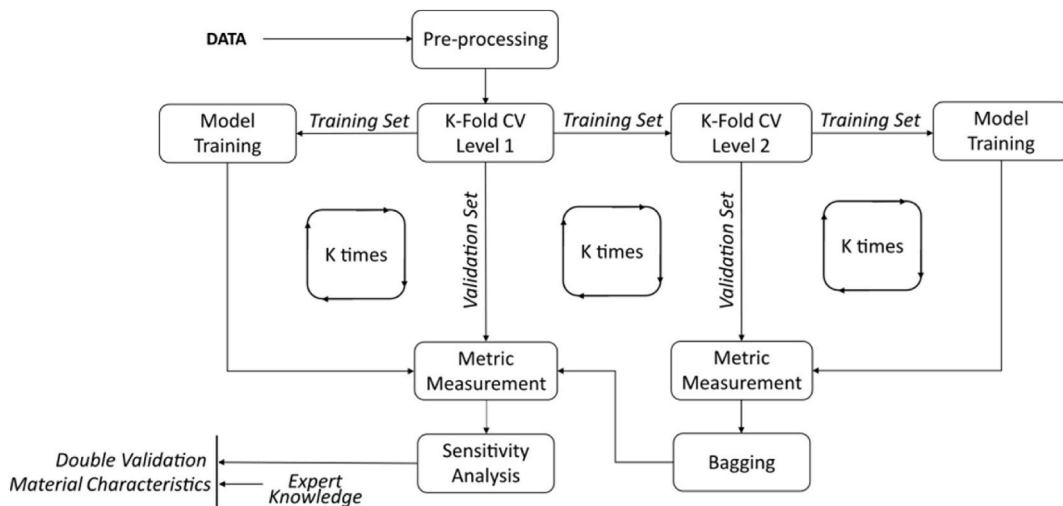 DATA
Pre-processing
Model
Training
Training Set
K-Fold CV
Level 1
Training Set
K-Fold CV
Level 2
Training Set
Model
Training
Validation Set
Validation Set
K times
K times
K times
Metric
Measurement
Metric
Measurement
Sensitivity
Analysis
Bagging
Double Validation
Material Characteristics
Expert
Knowledge